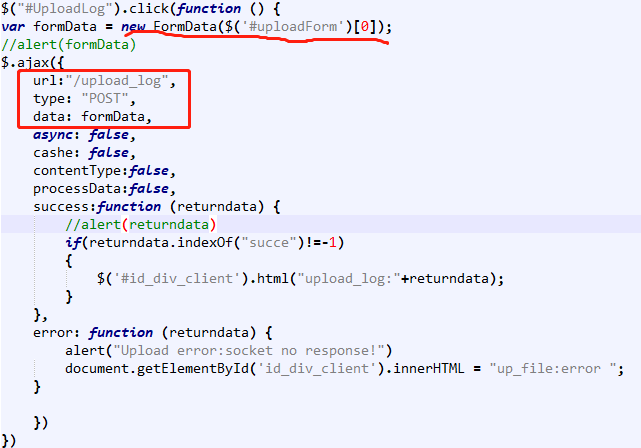 $("#UploadLog").click(function () {
var formData = new FormData($('#uploadForm')[0]);
//alert(formData)
$.ajax({
url:"/upload_log",
type: "POST",
data: formData,
async: false,
cashe: false,
contentType:false,
processData:false,
success:function (returndata) {
//alert(returndata)
if(returndata.indexOf("succe")!=-1)
{
$('#id_div_client').html("upload_log:"+returndata);
}
},
error: function (returndata) {
alert("Upload error:socket no response!")
document.getElementById('id_div_client').innerHTML = "up_file:error ";
}
})
})